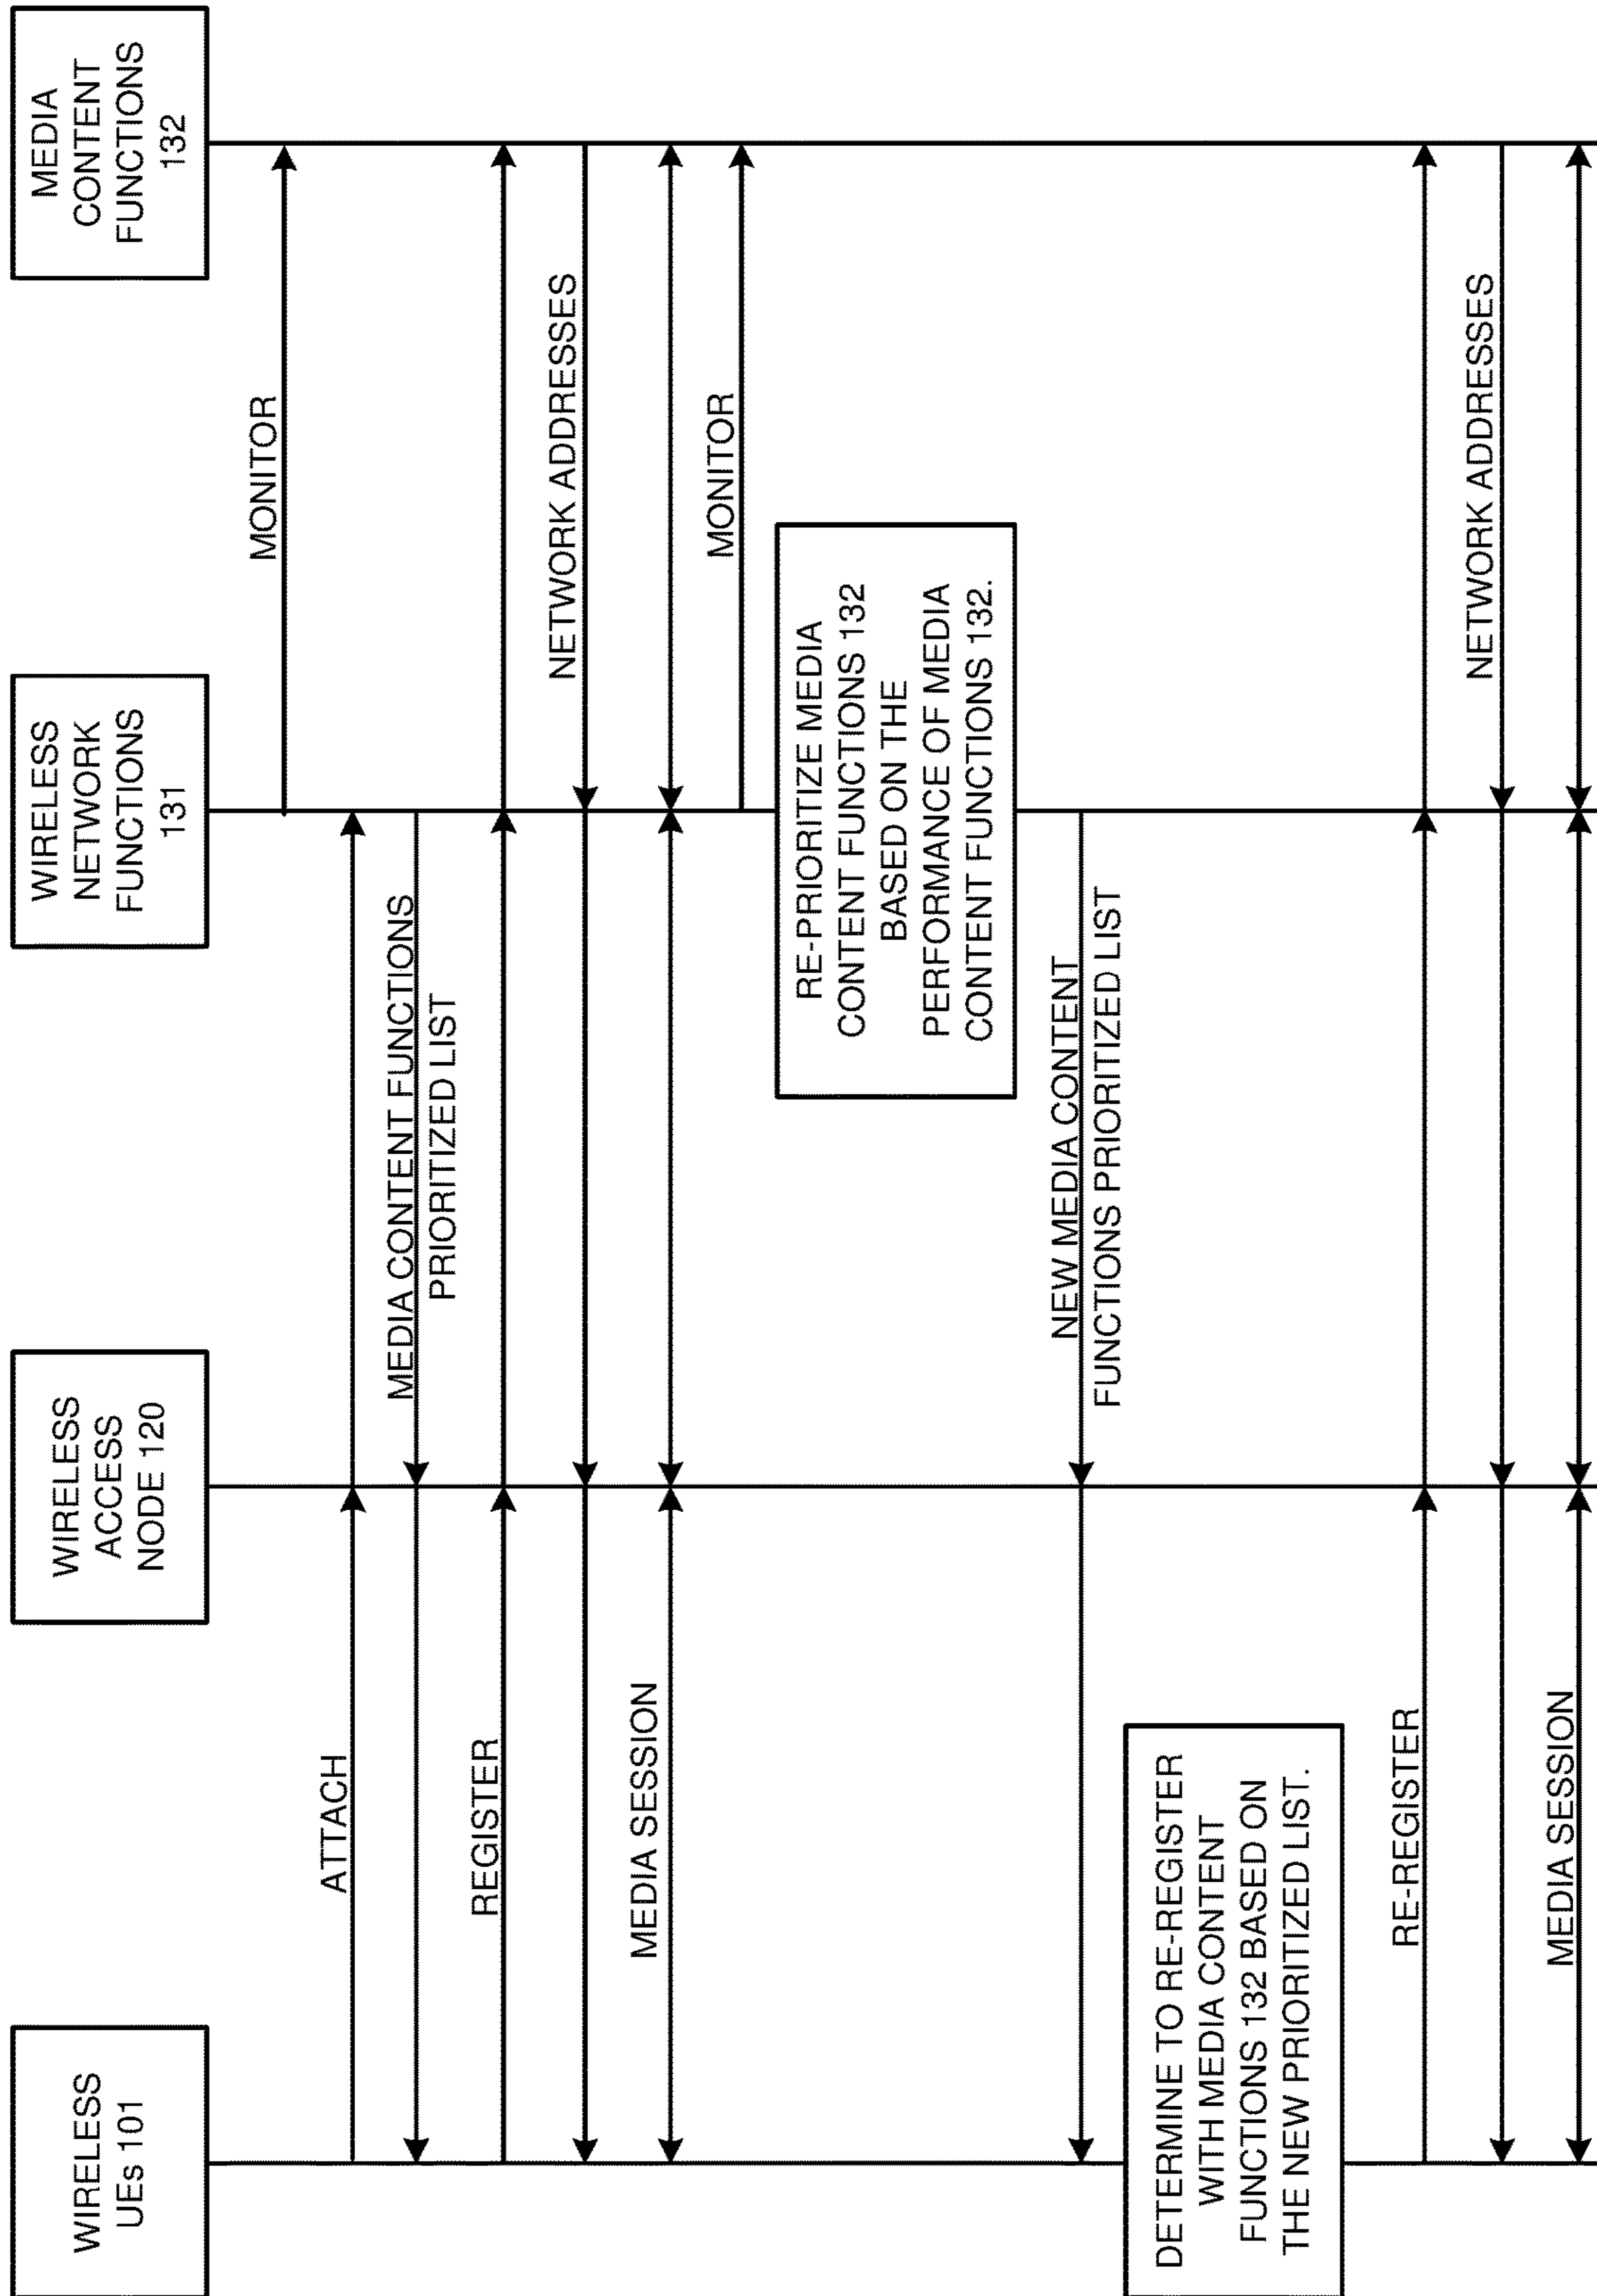 WIRELESS
UEs 101
WIRELESS
ACCESS
NODE 120
WIRELESS
NETWORK
FUNCTIONS
131
MEDIA
CONTENT
FUNCTIONS
132
MONITOR
ATTACH
MEDIA CONTENT FUNCTIONS
PRIORITIZED LIST
REGISTER
NETWORK ADDRESSES
MEDIA SESSION
MONITOR
RE-PRIORITIZE MEDIA
CONTENT FUNCTIONS 132
BASED ON THE
PERFORMANCE OF MEDIA
CONTENT FUNCTIONS 132.
NEW MEDIA CONTENT
FUNCTIONS PRIORITIZED LIST
DETERMINE TO RE-REGISTER
WITH MEDIA CONTENT
FUNCTIONS 132 BASED ON
THE NEW PRIORITIZED LIST.
RE-REGISTER
NETWORK ADDRESSES
MEDIA SESSION